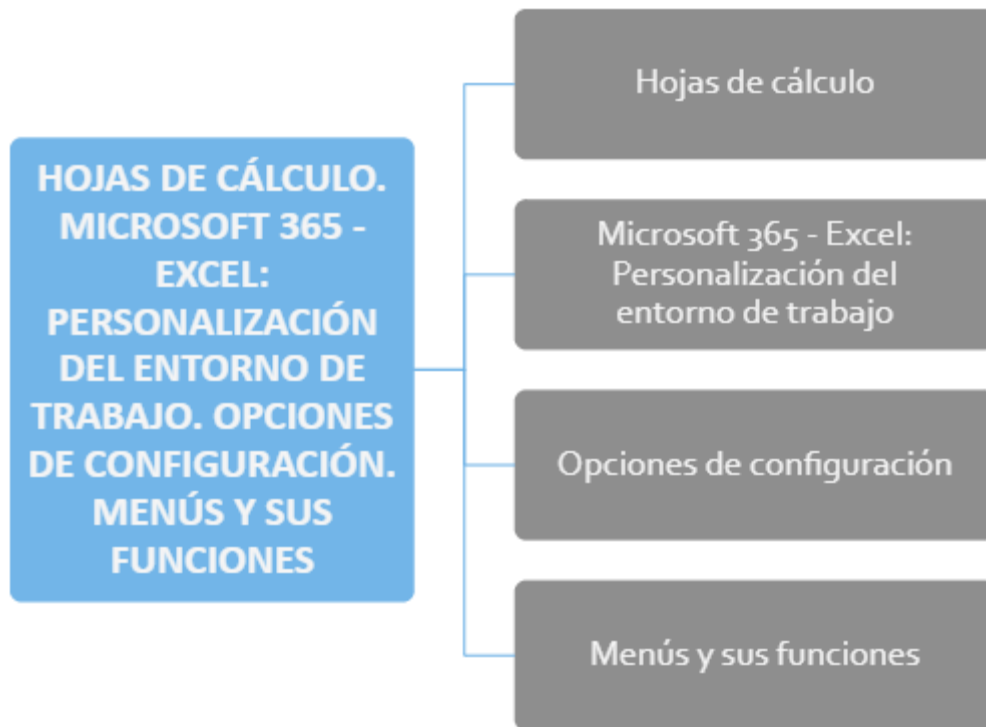 HOJAS DE CÁLCULO.
MICROSOFT 365 -
EXCEL:
PERSONALIZACIÓN
DEL ENTORNO DE
TRABAJO. OPCIONES
DE CONFIGURACIÓN.
MENÚS Y SUS
FUNCIONES
Hojas de cálculo
Microsoft 365 - Excel:
Personalización del
entorno de trabajo
Opciones de configuración
Menús y sus funciones